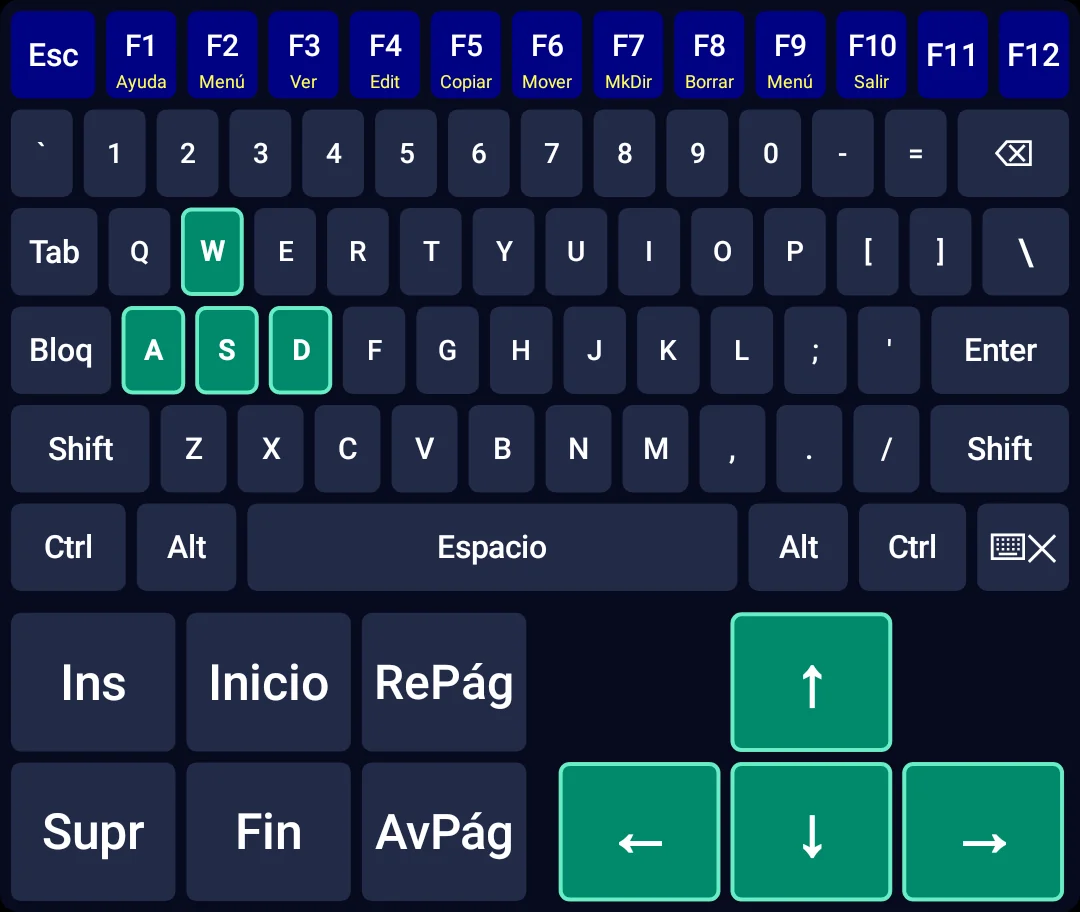 Esc F1 F2 F3 F4 F5 F6 F7 F8 F9 F10 F11 F12
Ayuda Menú Ver Edit Copiar Mover MkDir Borrar Menú Salir
` 1 2 3 4 5 6 7 8 9 0 - =
Tab Q W E R T Y U I O P [ ] \
Bloq A S D F G H J K L ; ' Enter
Shift Z X C V B N M , . / Shift
Ctrl Alt Espacio Alt Ctrl
Ins Inicio RePág ↑
Supr Fin AvPág ← ↓ →